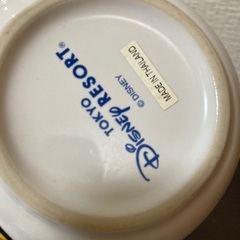 TOKYO
DISNEY RESORT®
© DISNEY
MADE IN THAILAND